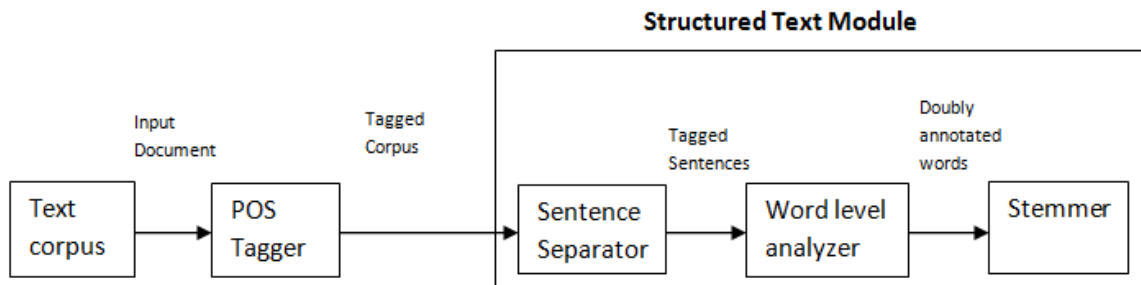 Structured Text Module
Input
Document
Tagged
Corpus
Tagged
Sentences
Doubly
annotated
words
Text
corpus
POS
Tagger
Sentence
Separator
Word level
analyzer
Stemmer